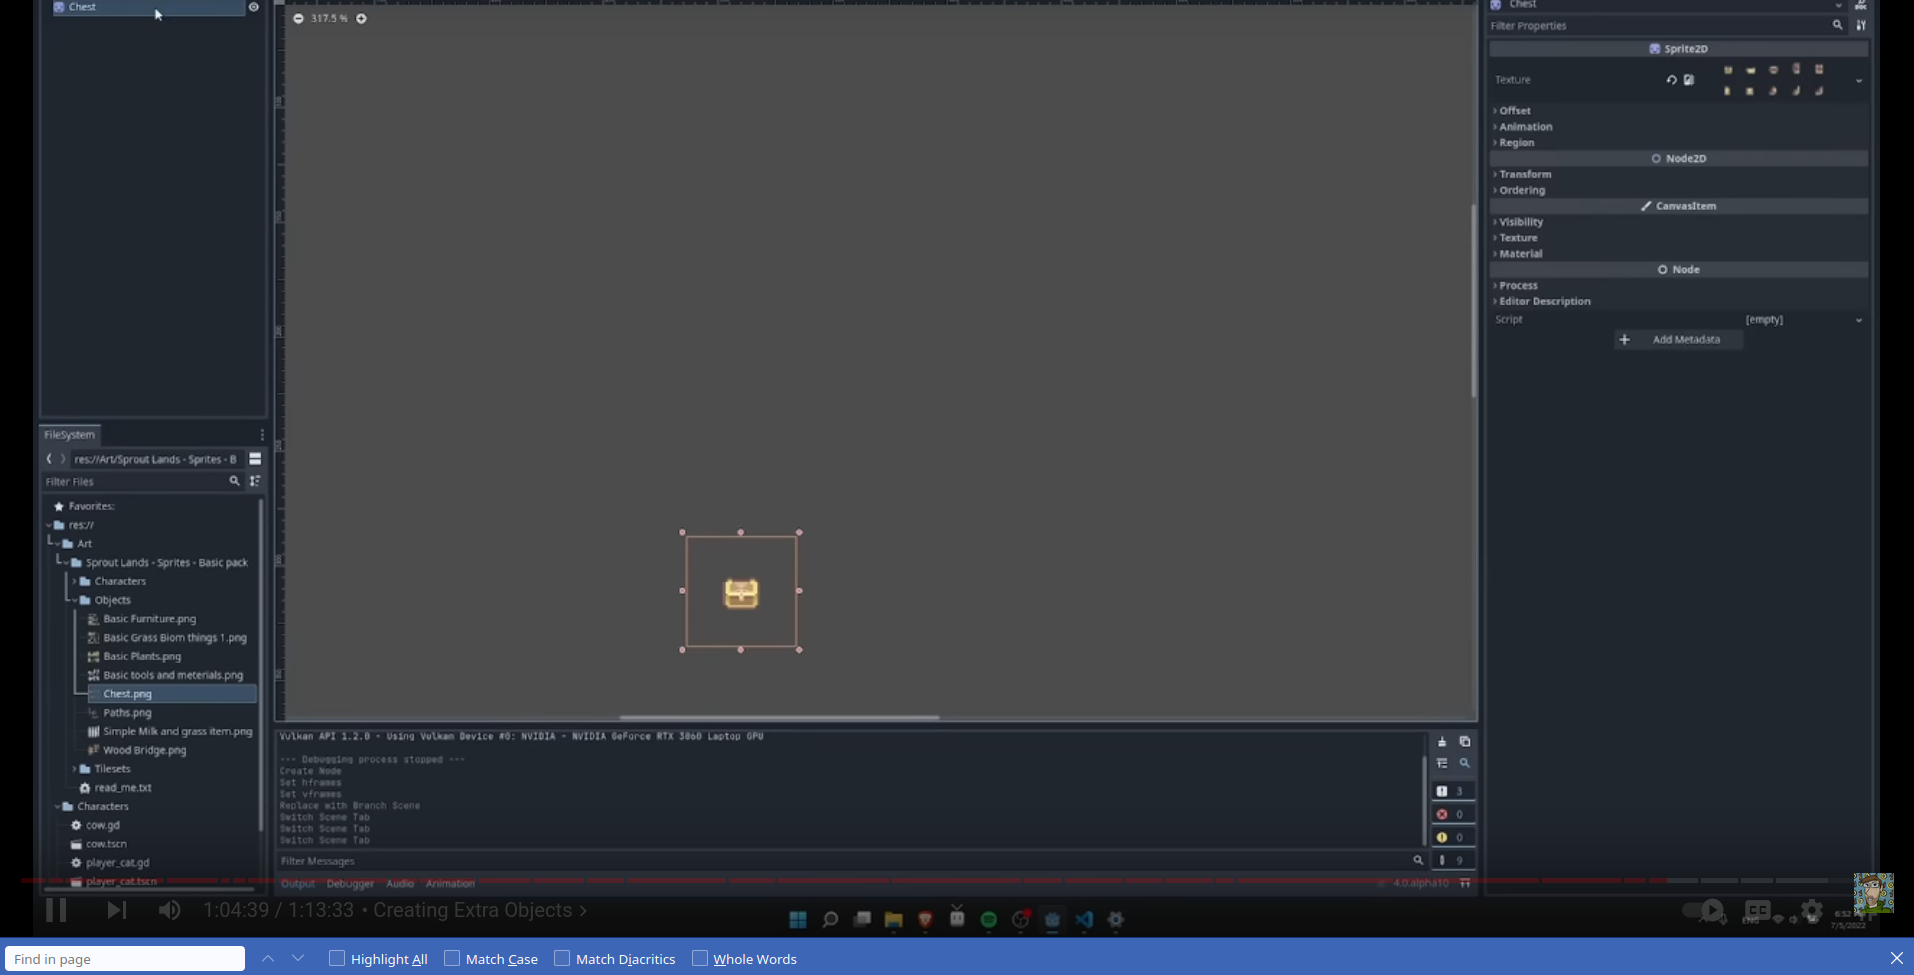 Chest
317.5 %
Chest
Filter Properties
Sprite2D
Texture
Offset
Animation
Region
Node2D
Transform
Ordering
CanvasItem
Visibility
Texture
Material
Node
Process
Editor Description
Script [empty]
Add Metadata
FileSystem
res://Art/Sprout Lands - Sprites - B
Filter Files
Favorites:
res://
Art
Sprout Lands - Sprites - Basic pack
Characters
Objects
Basic Furniture.png
Basic Grass Biom things 1.png
Basic Plants.png
Basic tools and meterials.png
Chest.png
Paths.png
Simple Milk and grass item.png
Wood Bridge.png
Tilesets
read_me.txt
Characters
cow.gd
cow.tscn
player_cat.gd
player_cat.tscn
Vulkan API 1.2.0 - Using Vulkan Device #0: NVIDIA - NVIDIA GeForce RTX 3060 Laptop GPU
--- Debugging process stopped ---
Create Node
Set hframes
Set vframes
Replace with Branch Scene
Switch Scene Tab
Switch Scene Tab
Switch Scene Tab
3
0
0
9
Filter Messages
Output Debugger Audio Animation
4.0.alpha10
1:04:39 / 1:13:33 • Creating Extra Objects
CC
ENG
6:52
7/5/2022
Find in page
Highlight All
Match Case
Match Diacritics
Whole Words